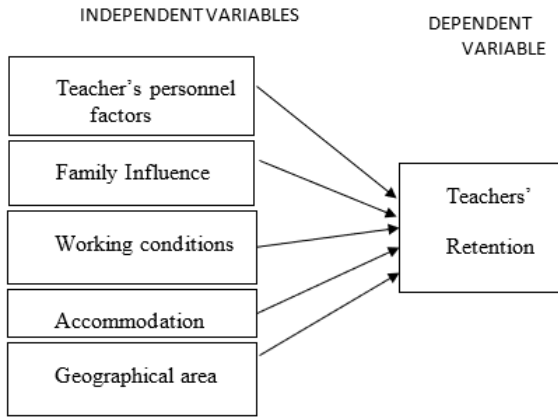 INDEPENDENT VARIABLES
DEPENDENT
VARIABLE
Teacher’s personnel
factors
Family Influence
Working conditions
Accommodation
Geographical area
Teachers’
Retention